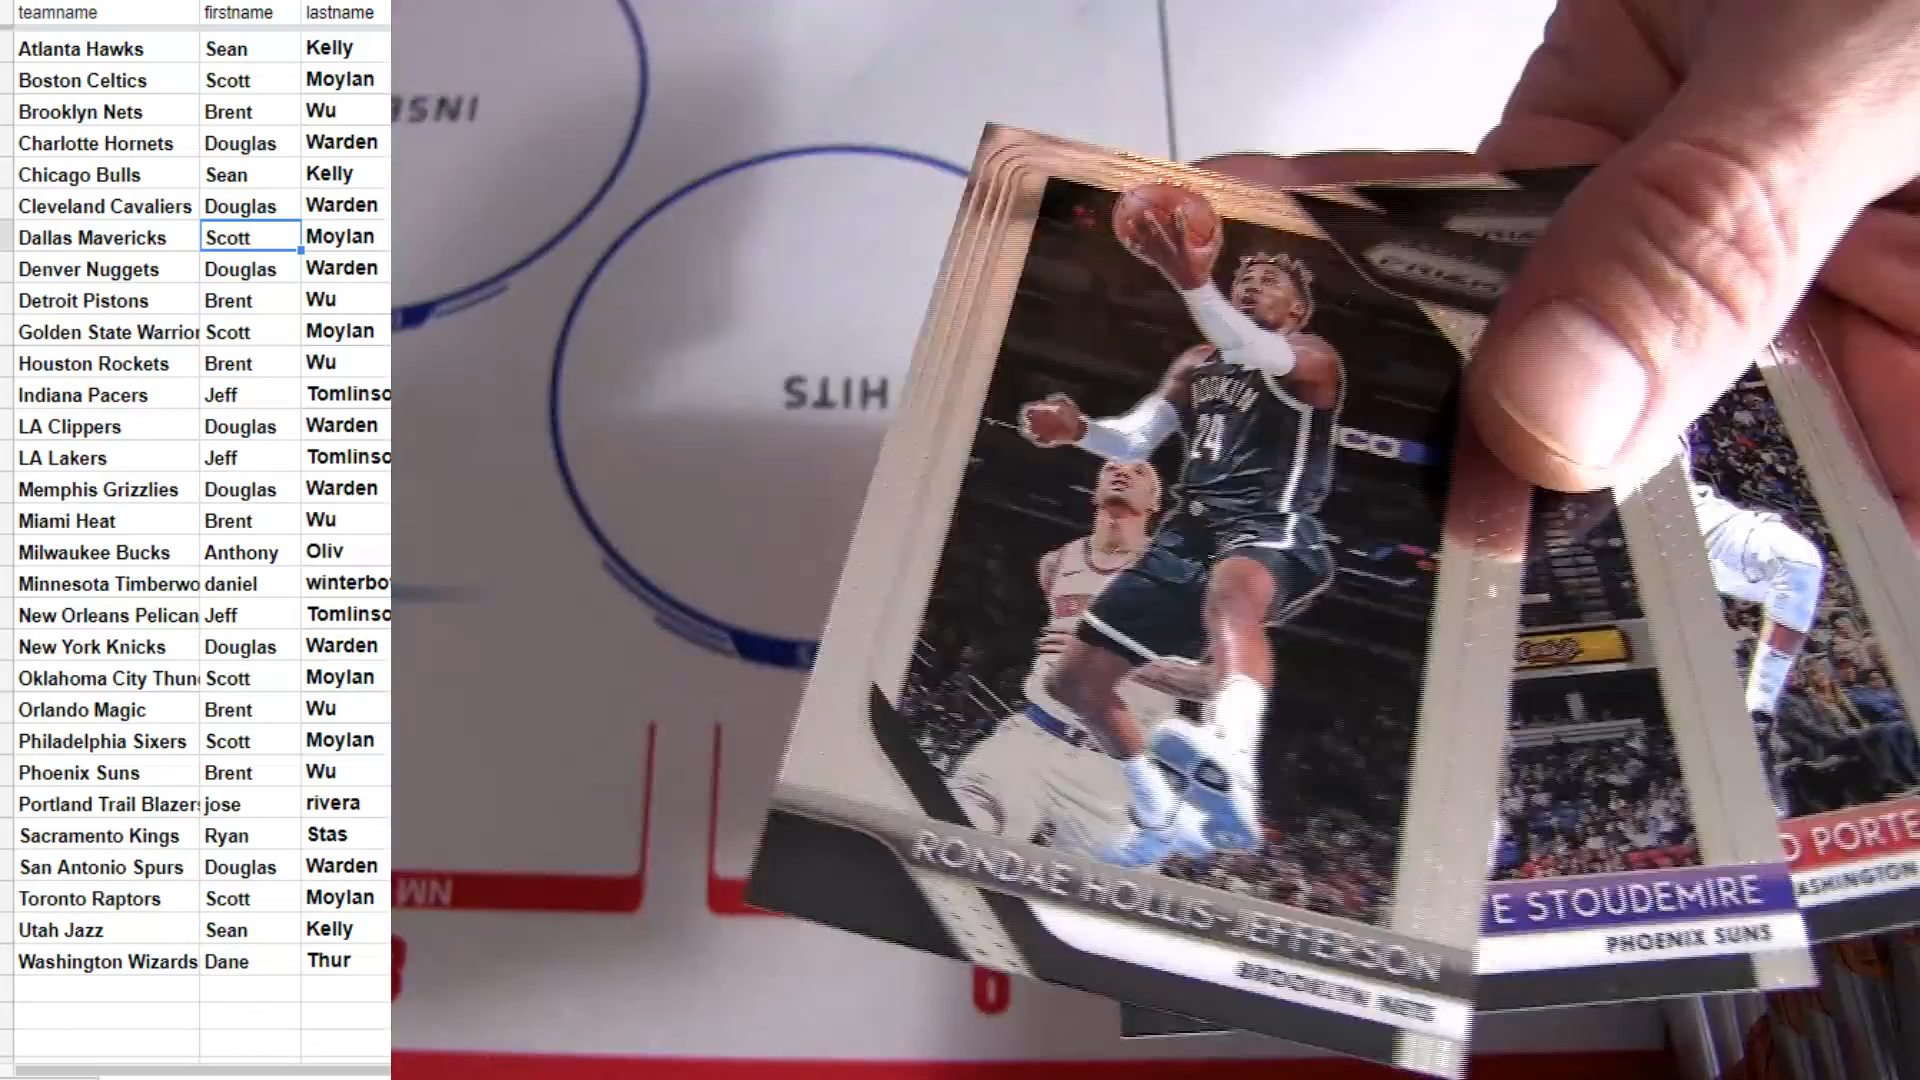 teamname firstname lastname
Atlanta Hawks Sean Kelly
Boston Celtics Scott Moylan
Brooklyn Nets Brent Wu
Charlotte Hornets Douglas Warden
Chicago Bulls Sean Kelly
Cleveland Cavaliers Douglas Warden
Dallas Mavericks Scott Moylan
Denver Nuggets Douglas Warden
Detroit Pistons Brent Wu
Golden State Warrior Scott Moylan
Houston Rockets Brent Wu
Indiana Pacers Jeff Tomlinso
LA Clippers Douglas Warden
LA Lakers Jeff Tomlinso
Memphis Grizzlies Douglas Warden
Miami Heat Brent Wu
Milwaukee Bucks Anthony Oliv
Minnesota Timberwo daniel winterbo
New Orleans Pelican Jeff Tomlinso
New York Knicks Douglas Warden
Oklahoma City Thun Scott Moylan
Orlando Magic Brent Wu
Philadelphia Sixers Scott Moylan
Phoenix Suns Brent Wu
Portland Trail Blazers jose rivera
Sacramento Kings Ryan Stas
San Antonio Spurs Douglas Warden
Toronto Raptors Scott Moylan
Utah Jazz Sean Kelly
Washington Wizards Dane Thur
HITS
PRIZM
BROOKLYN
24
RONDAE HOLLIS-JEFFERSON
BROOKLYN NETS
E STOUDEMIRE
PHOENIX SUNS
O PORTE
ASHINGTON
6